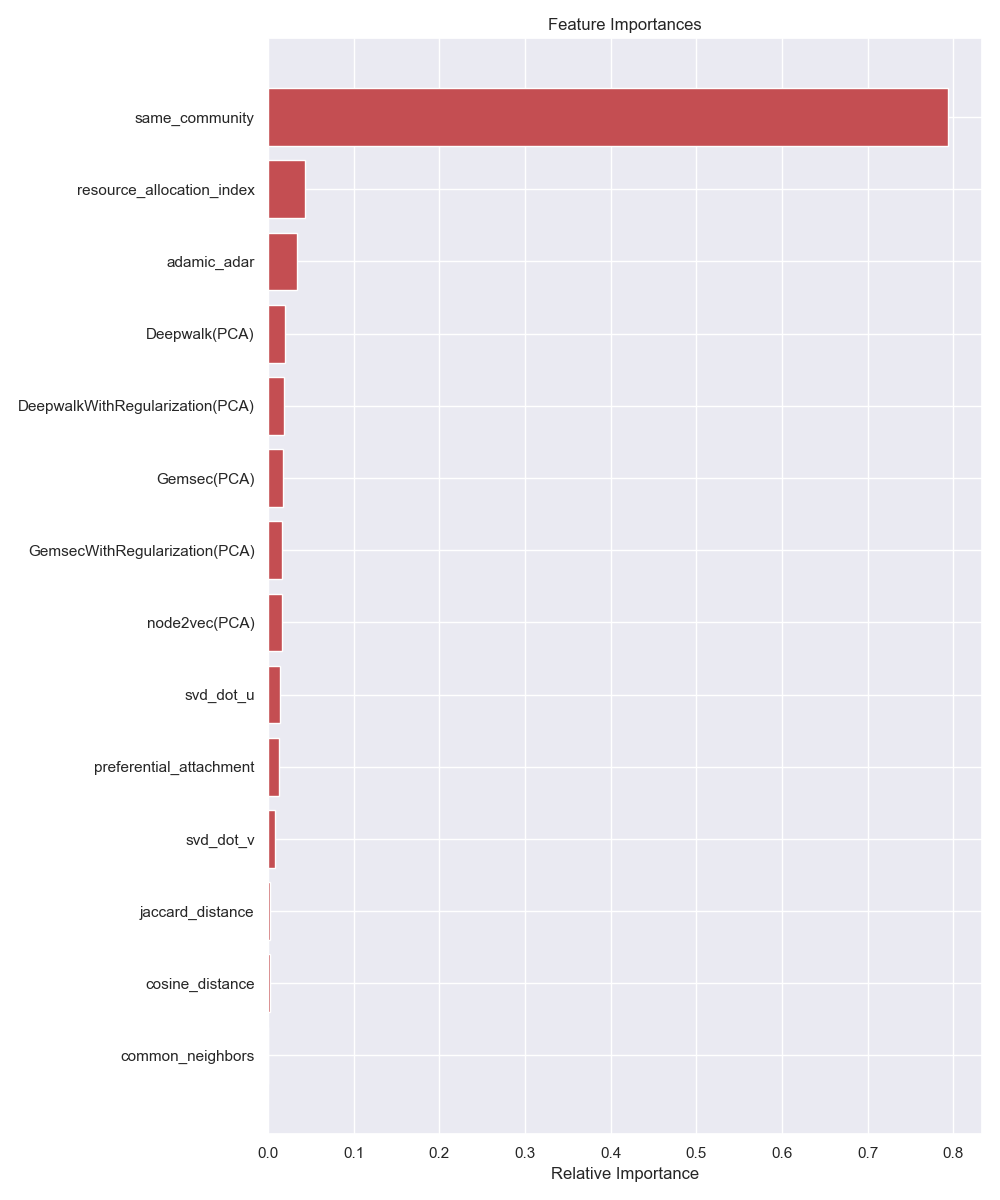 Feature Importances
same_community
resource_allocation_index
adamic_adar
Deepwalk(PCA)
DeepwalkWithRegularization(PCA)
Gemsec(PCA)
GemsecWithRegularization(PCA)
node2vec(PCA)
svd_dot_u
preferential_attachment
svd_dot_v
jaccard_distance
cosine_distance
common_neighbors
0.0 0.1 0.2 0.3 0.4 0.5 0.6 0.7 0.8
Relative Importance